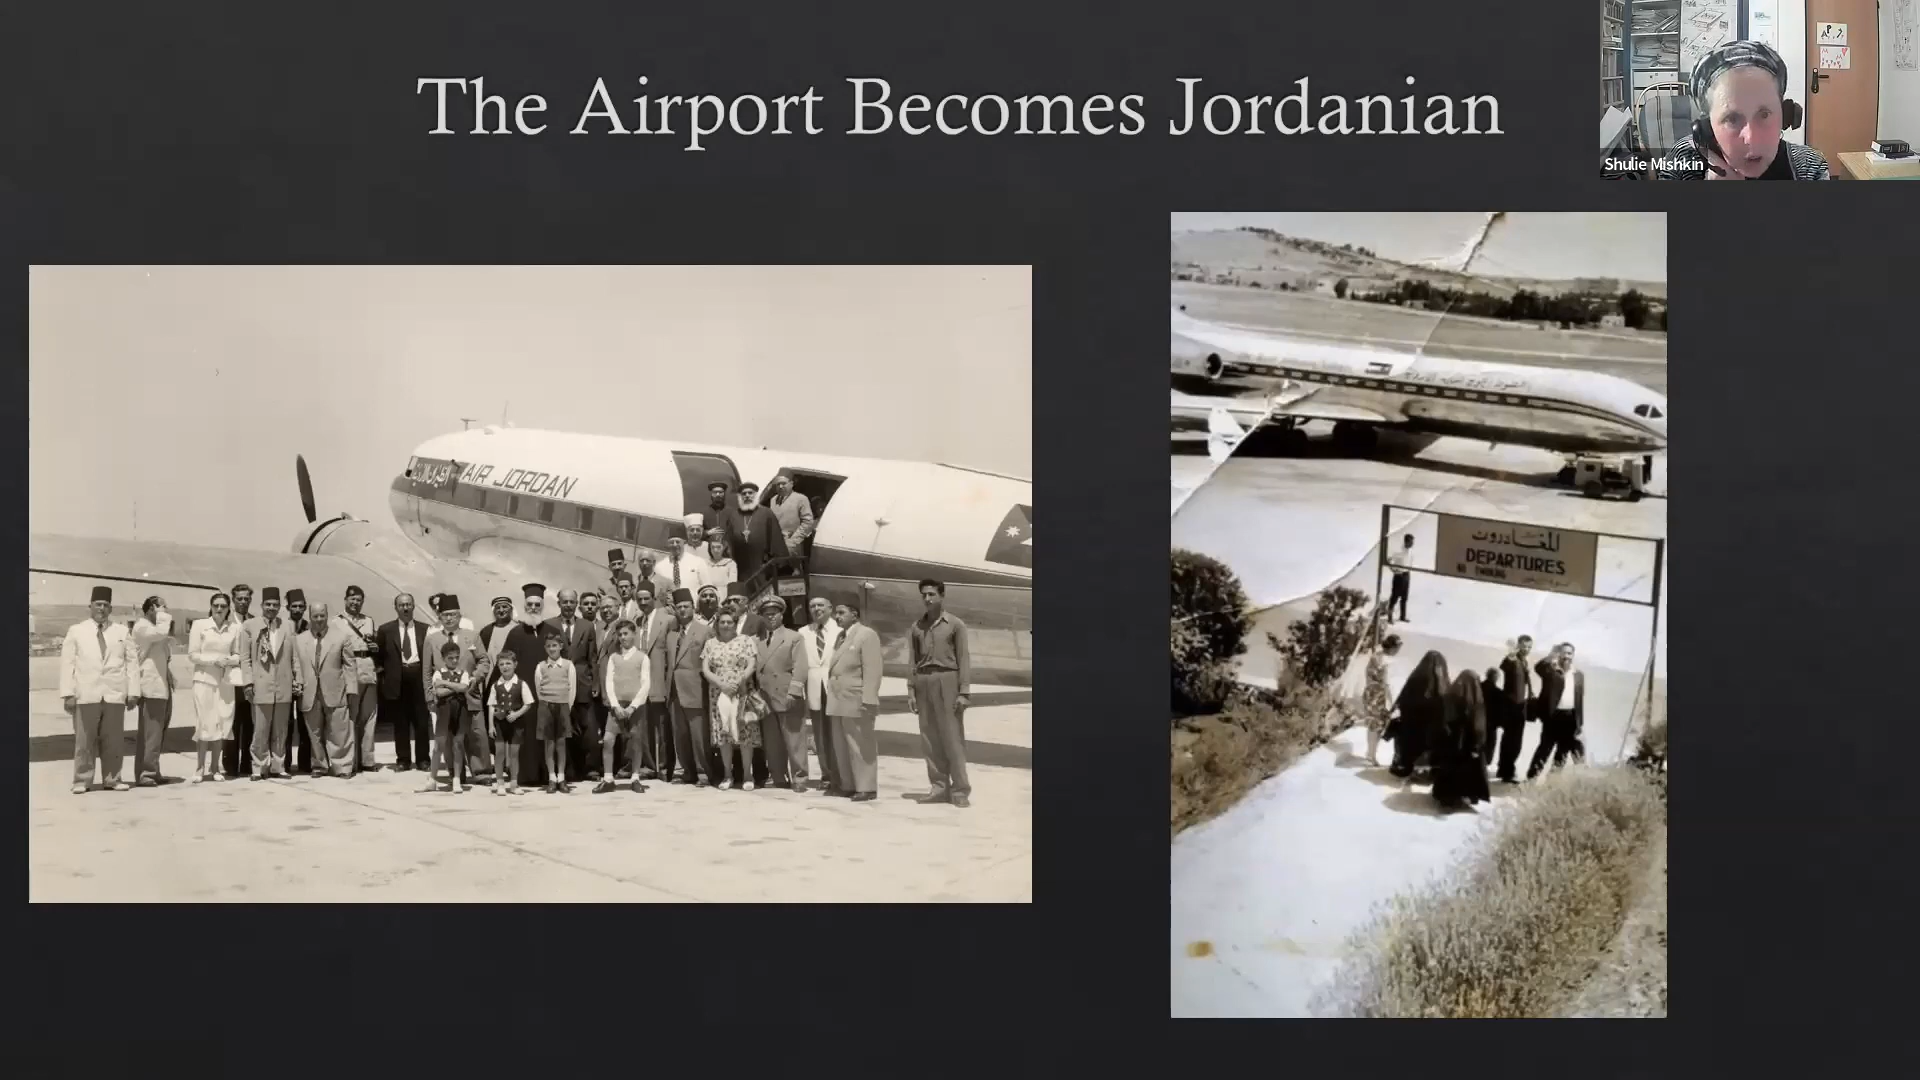 The Airport Becomes Jordanian
Shulie Mishkin
AIR JORDAN
المغادرون
DEPARTURES